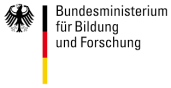 Bundesministerium
für Bildung
und Forschung